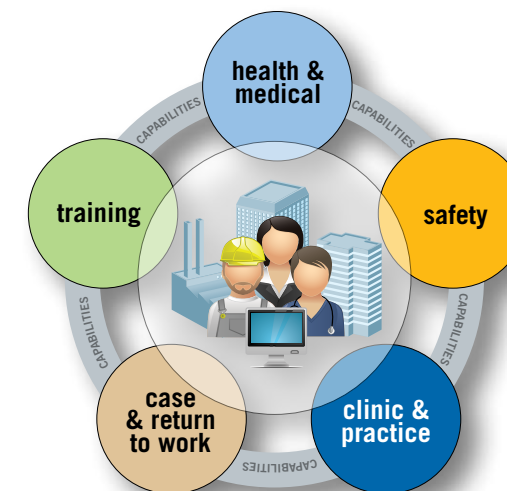 health &
medical
CAPABILITIES
CAPABILITIES
training
safety
CAPABILITIES
CAPABILITIES
case
& return
to work
clinic &
practice
CAPABILITIES